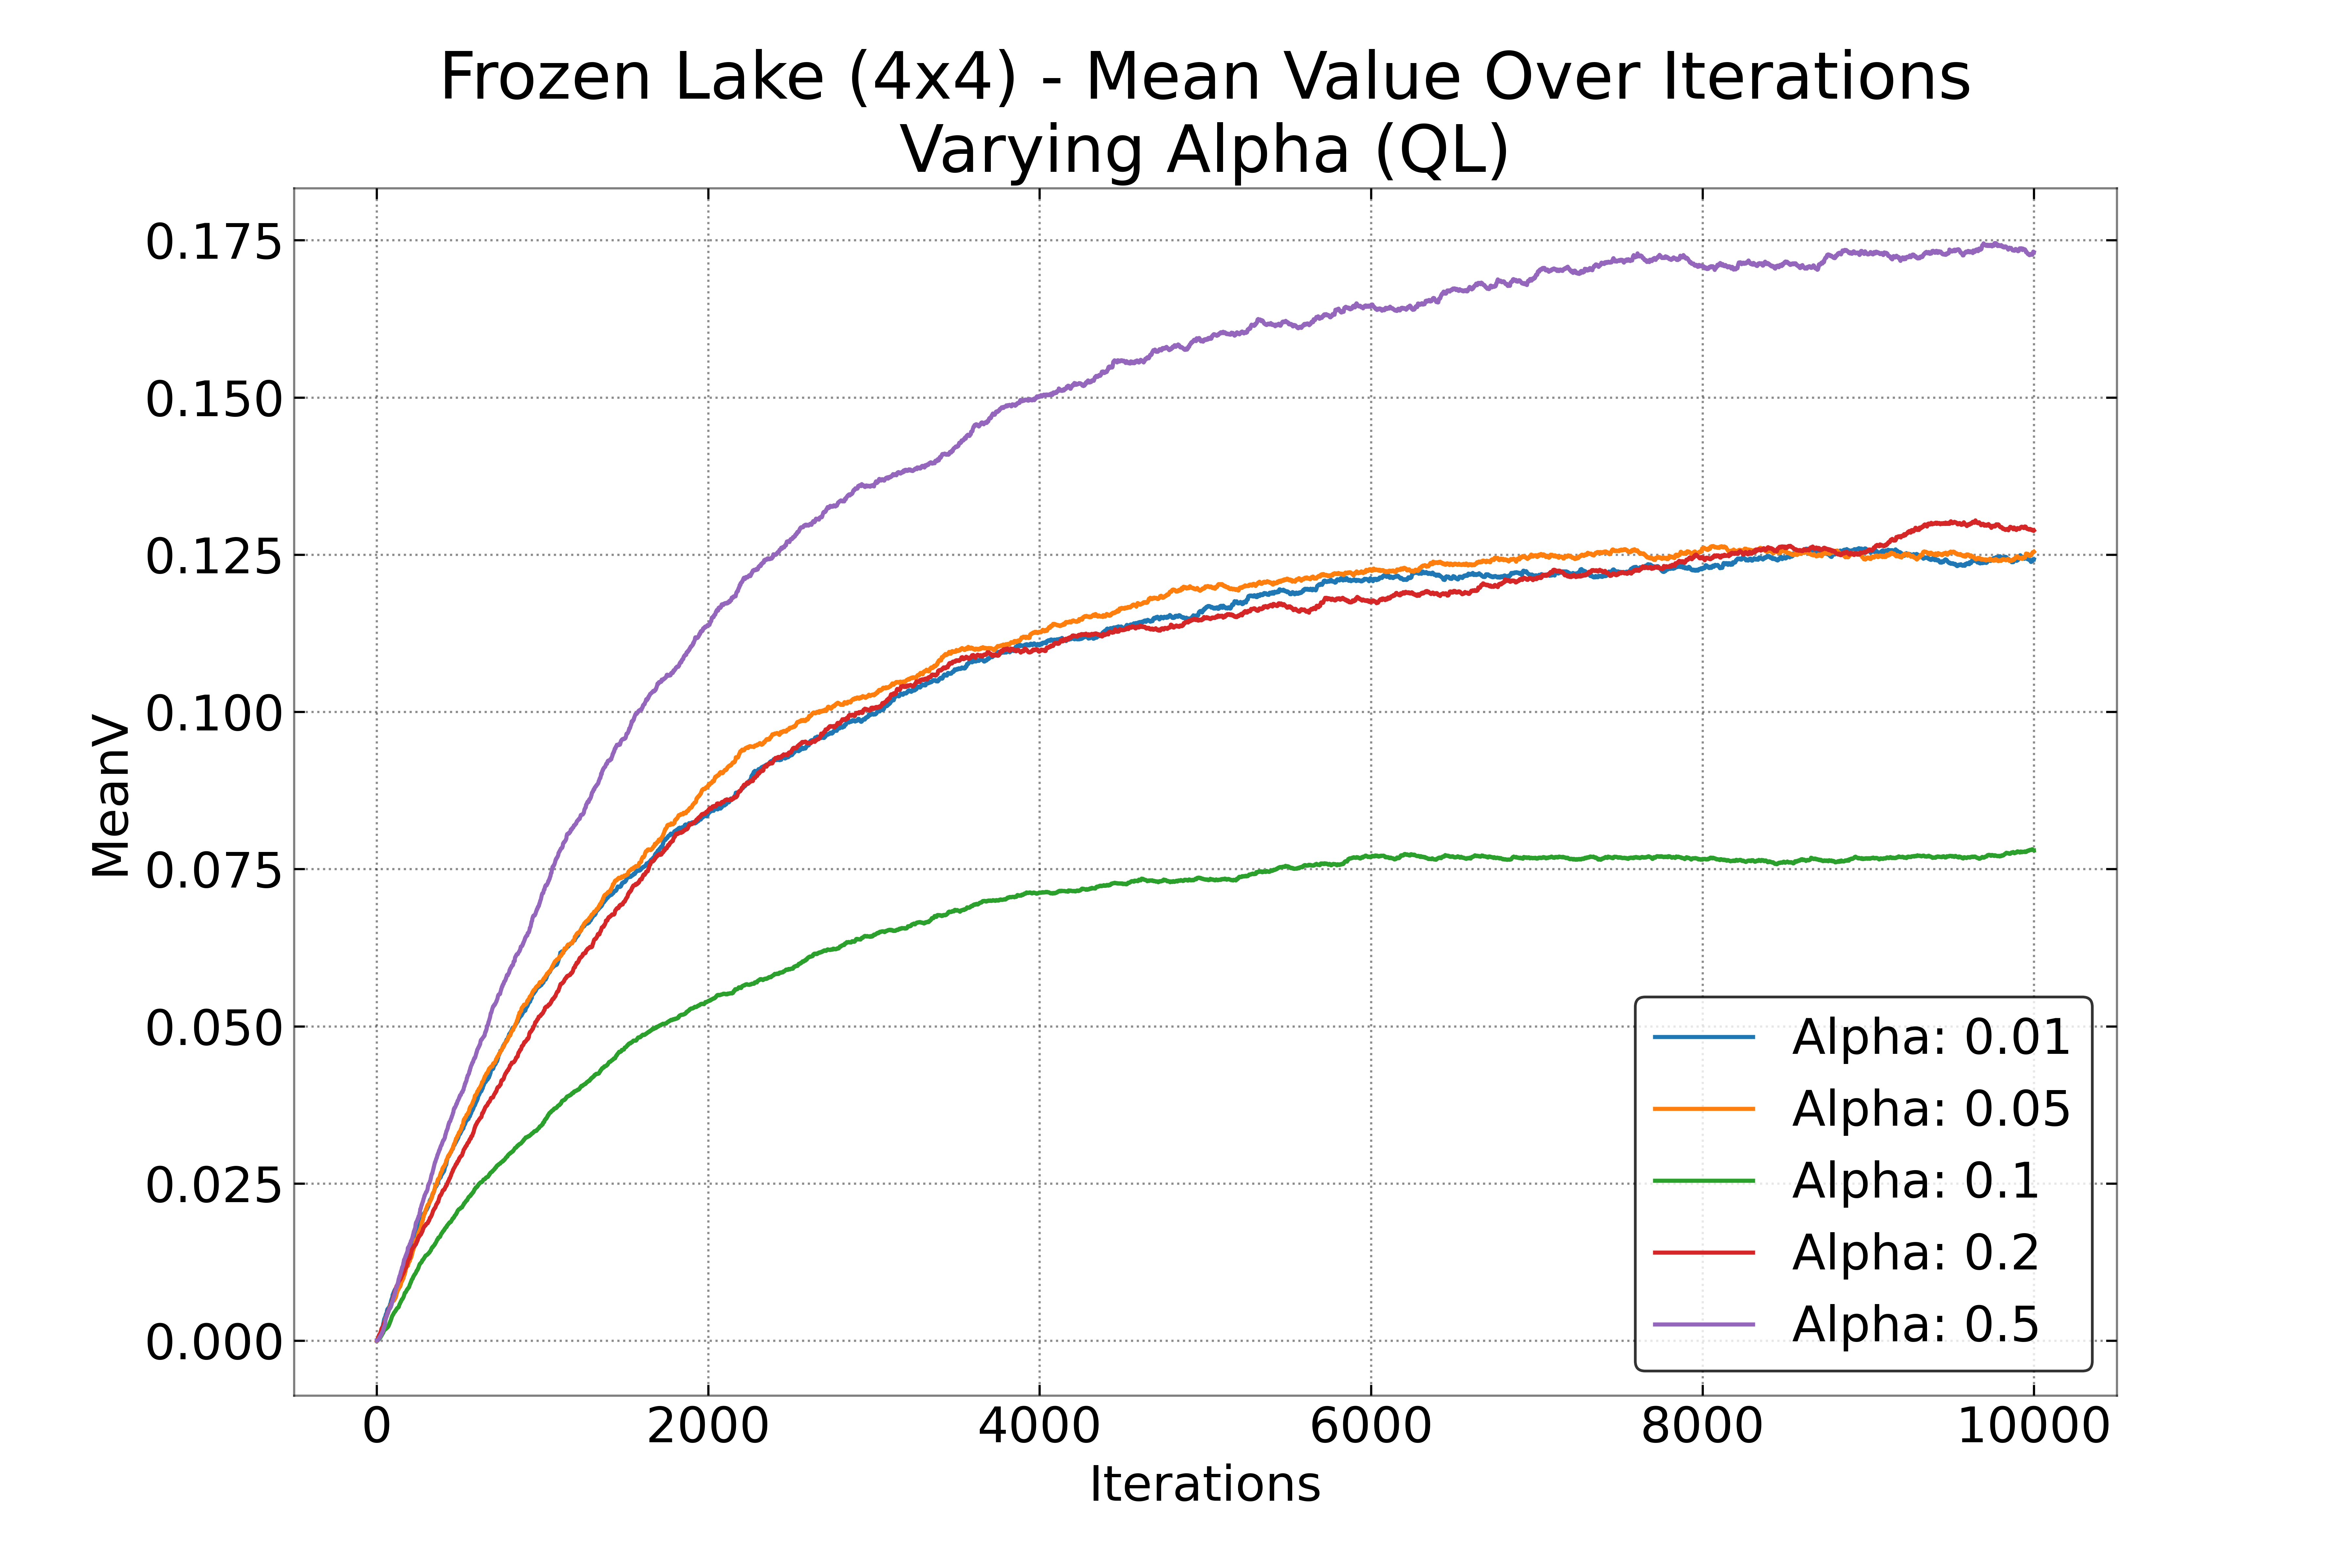 Frozen Lake (4x4) - Mean Value Over Iterations
Varying Alpha (QL)
MeanV
0.175
0.150
0.125
0.100
0.075
0.050
0.025
0.000
Alpha: 0.01
Alpha: 0.05
Alpha: 0.1
Alpha: 0.2
Alpha: 0.5
0 2000 4000 6000 8000 10000
Iterations